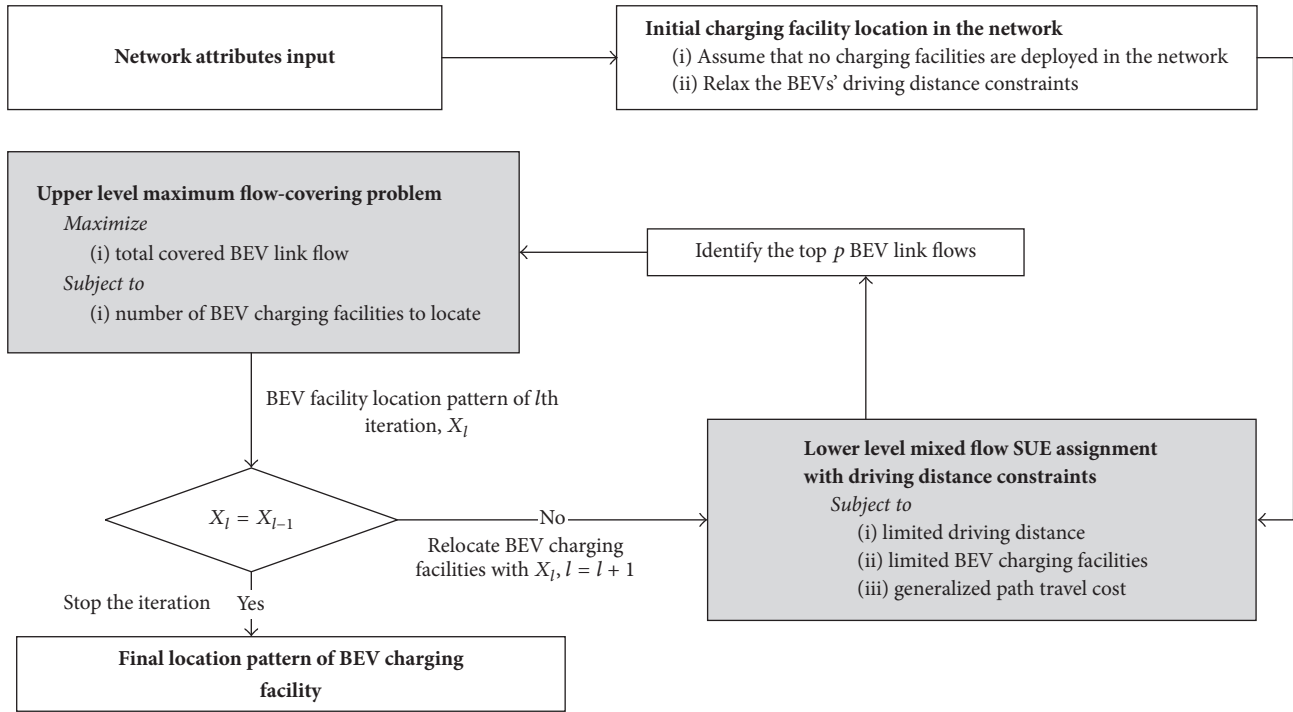 Network attributes input
Initial charging facility location in the network
(i) Assume that no charging facilities are deployed in the network
(ii) Relax the BEVs' driving distance constraints
Upper level maximum flow-covering problem
Maximize
(i) total covered BEV link flow
Subject to
(i) number of BEV charging facilities to locate
Identify the top p BEV link flows
BEV facility location pattern of lth
iteration, X_l
Lower level mixed flow SUE assignment
with driving distance constraints
Subject to
(i) limited driving distance
(ii) limited BEV charging facilities
(iii) generalized path travel cost
X_l = X_{l−1}
No
Relocate BEV charging
facilities with X_l, l = l + 1
Stop the iteration Yes
Final location pattern of BEV charging
facility